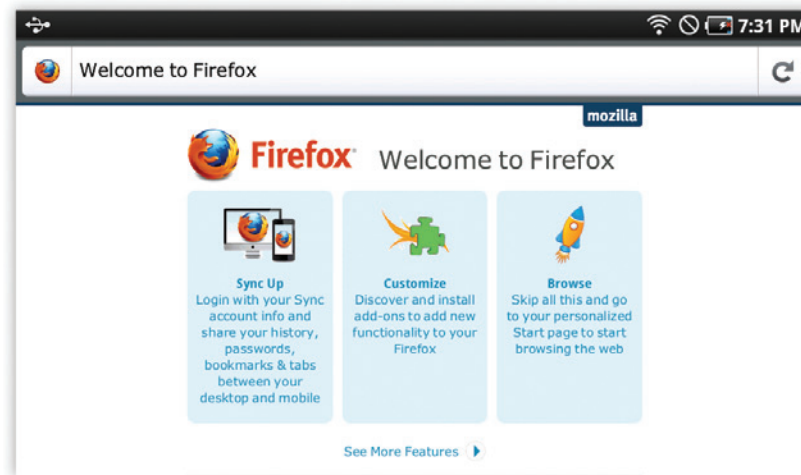 7:31 PM
Welcome to Firefox
mozilla
Firefox Welcome to Firefox
Sync Up
Login with your Sync
account info and
share your history,
passwords,
bookmarks & tabs
between your
desktop and mobile
Customize
Discover and install
add-ons to add new
functionality to your
Firefox
Browse
Skip all this and go
to your personalized
Start page to start
browsing the web
See More Features